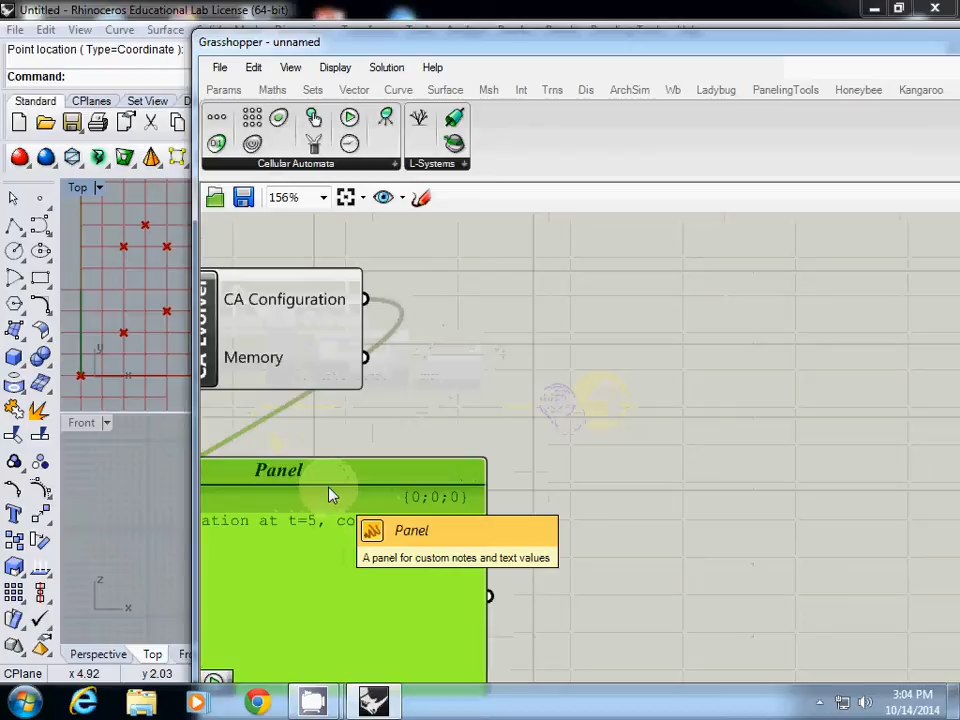 Untitled - Rhinoceros Educational Lab License (64-bit)
File Edit View Curve Surface
Point location ( Type=Coordinate ):
Command:
Standard CPlanes Set View
Top
Front
z
x
y
x
Perspective Top
CPlane x 4.92 y 2.03
Grasshopper - unnamed
File Edit View Display Solution Help
Params Maths Sets Vector Curve Surface Msh Int Trns Dis ArchSim Wb Ladybug PanelingTools Honeybee Kangaroo
Cellular Automata L-Systems
156%
CA Configuration
Memory
CA Evolver
Panel
{0;0;0}
ation at t=5, co
Panel
A panel for custom notes and text values
3:04 PM
10/14/2014